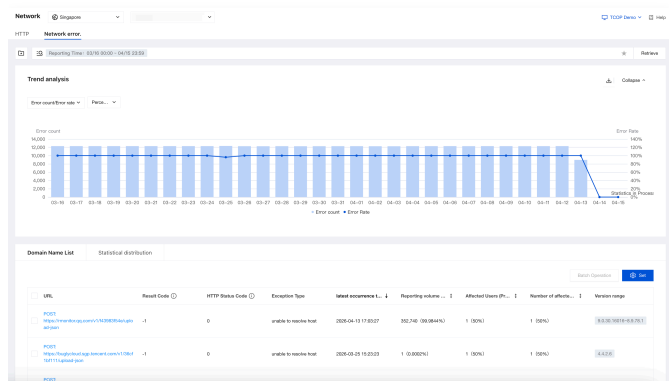 Network
Singapore
TCOP Demo
Help
HTTP
Network error.
Reporting Time: 03/16 00:00 ~ 04/15 23:59
Retrieve
Trend analysis
Collapse
Error count/Error rate
Perce...
Error count
Error Rate
14,000
12,000
10,000
8,000
6,000
4,000
2,000
0
140%
120%
100%
80%
60%
40%
20%
0%
Statistics in Process
03-16 03-17 03-18 03-19 03-20 03-21 03-22 03-23 03-24 03-25 03-26 03-27 03-28 03-29 03-30 03-31 04-01 04-02 04-03 04-04 04-05 04-06 04-07 04-08 04-09 04-10 04-11 04-12 04-13 04-14 04-15
Error count Error Rate
Domain Name List
Statistical distribution
Batch Operation
Set
URL
Result Code
HTTP Status Code
Exception Type
latest occurrence t...
Reporting volume ...
Affected Users (Pr...
Number of affecte...
Version range
POST
-1
0
unable to resolve host
2026-04-13 17:03:27
352,740 (99.9844%)
1 (50%)
1 (50%)
POST
-1
0
unable to resolve host
2026-03-25 15:23:23
1 (0.0002%)
1 (50%)
1 (50%)
4.4.2.6
POST